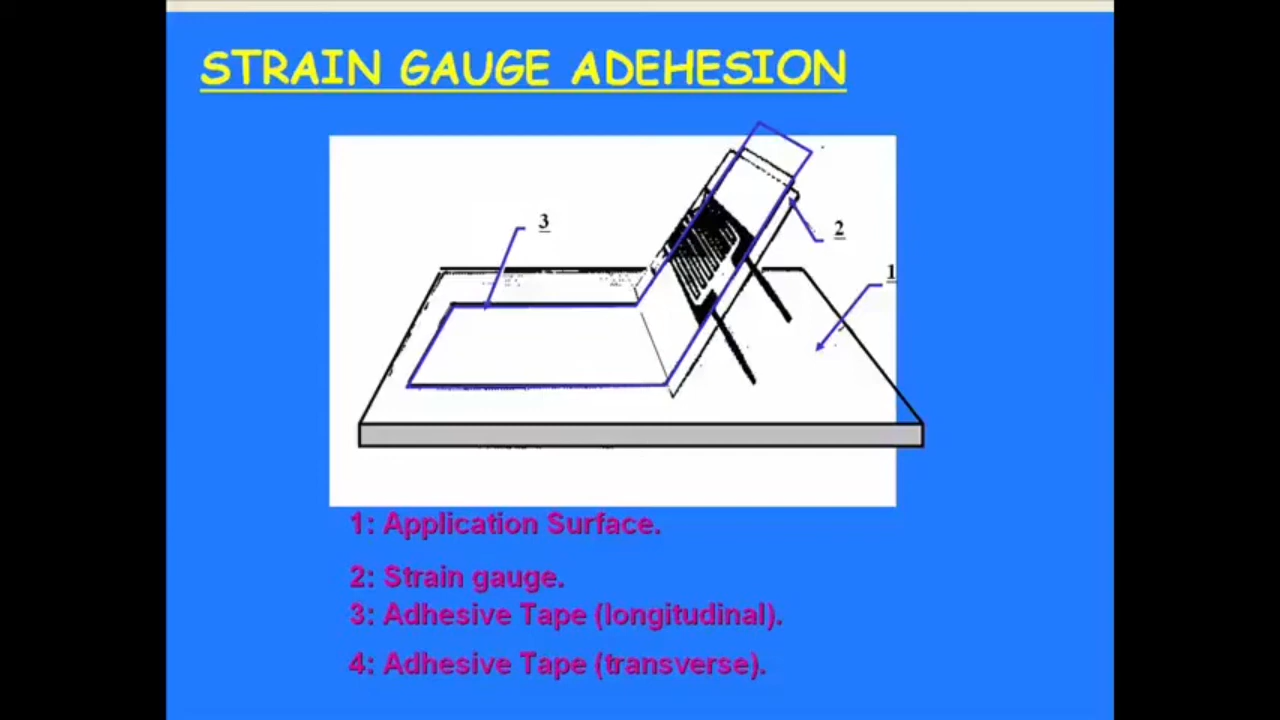 STRAIN GAUGE ADEHESION
3
2
1
1: Application Surface.
2: Strain gauge.
3: Adhesive Tape (longitudinal).
4: Adhesive Tape (transverse).